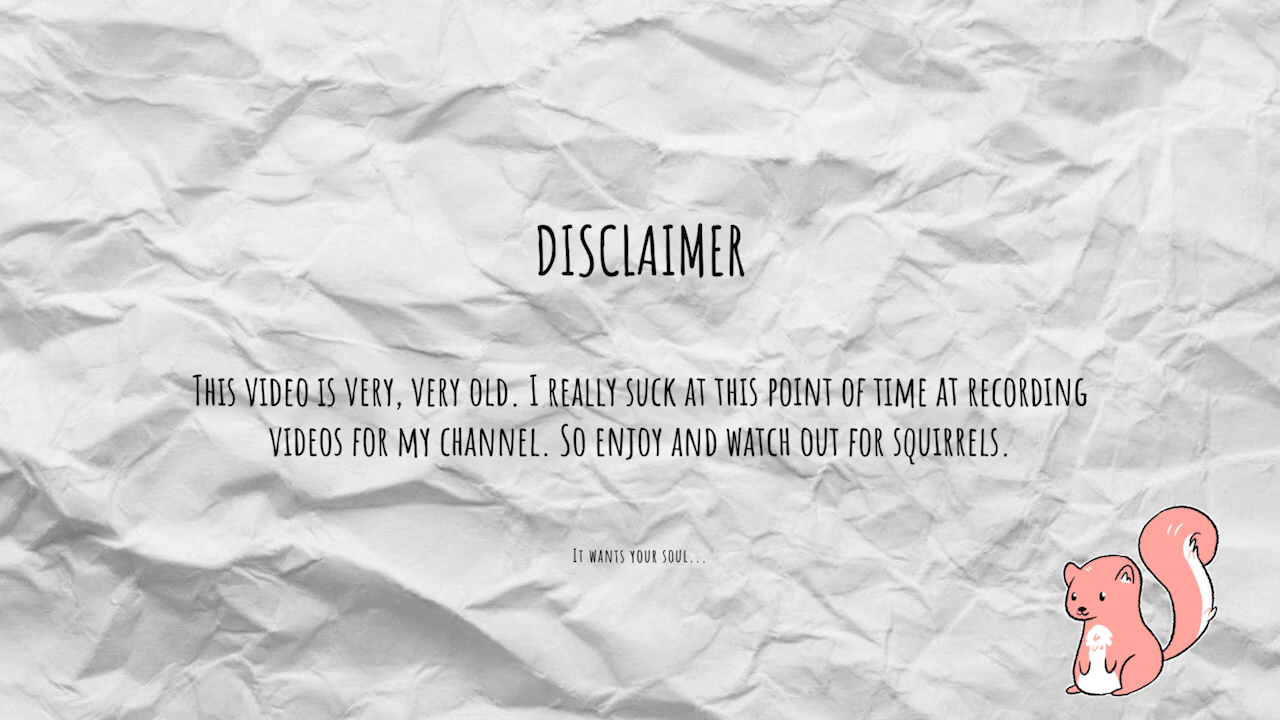 DISCLAIMER
This video is very, very old. I really suck at this point of time at recording
videos for my channel. So enjoy and watch out for squirrels.
It wants your soul...